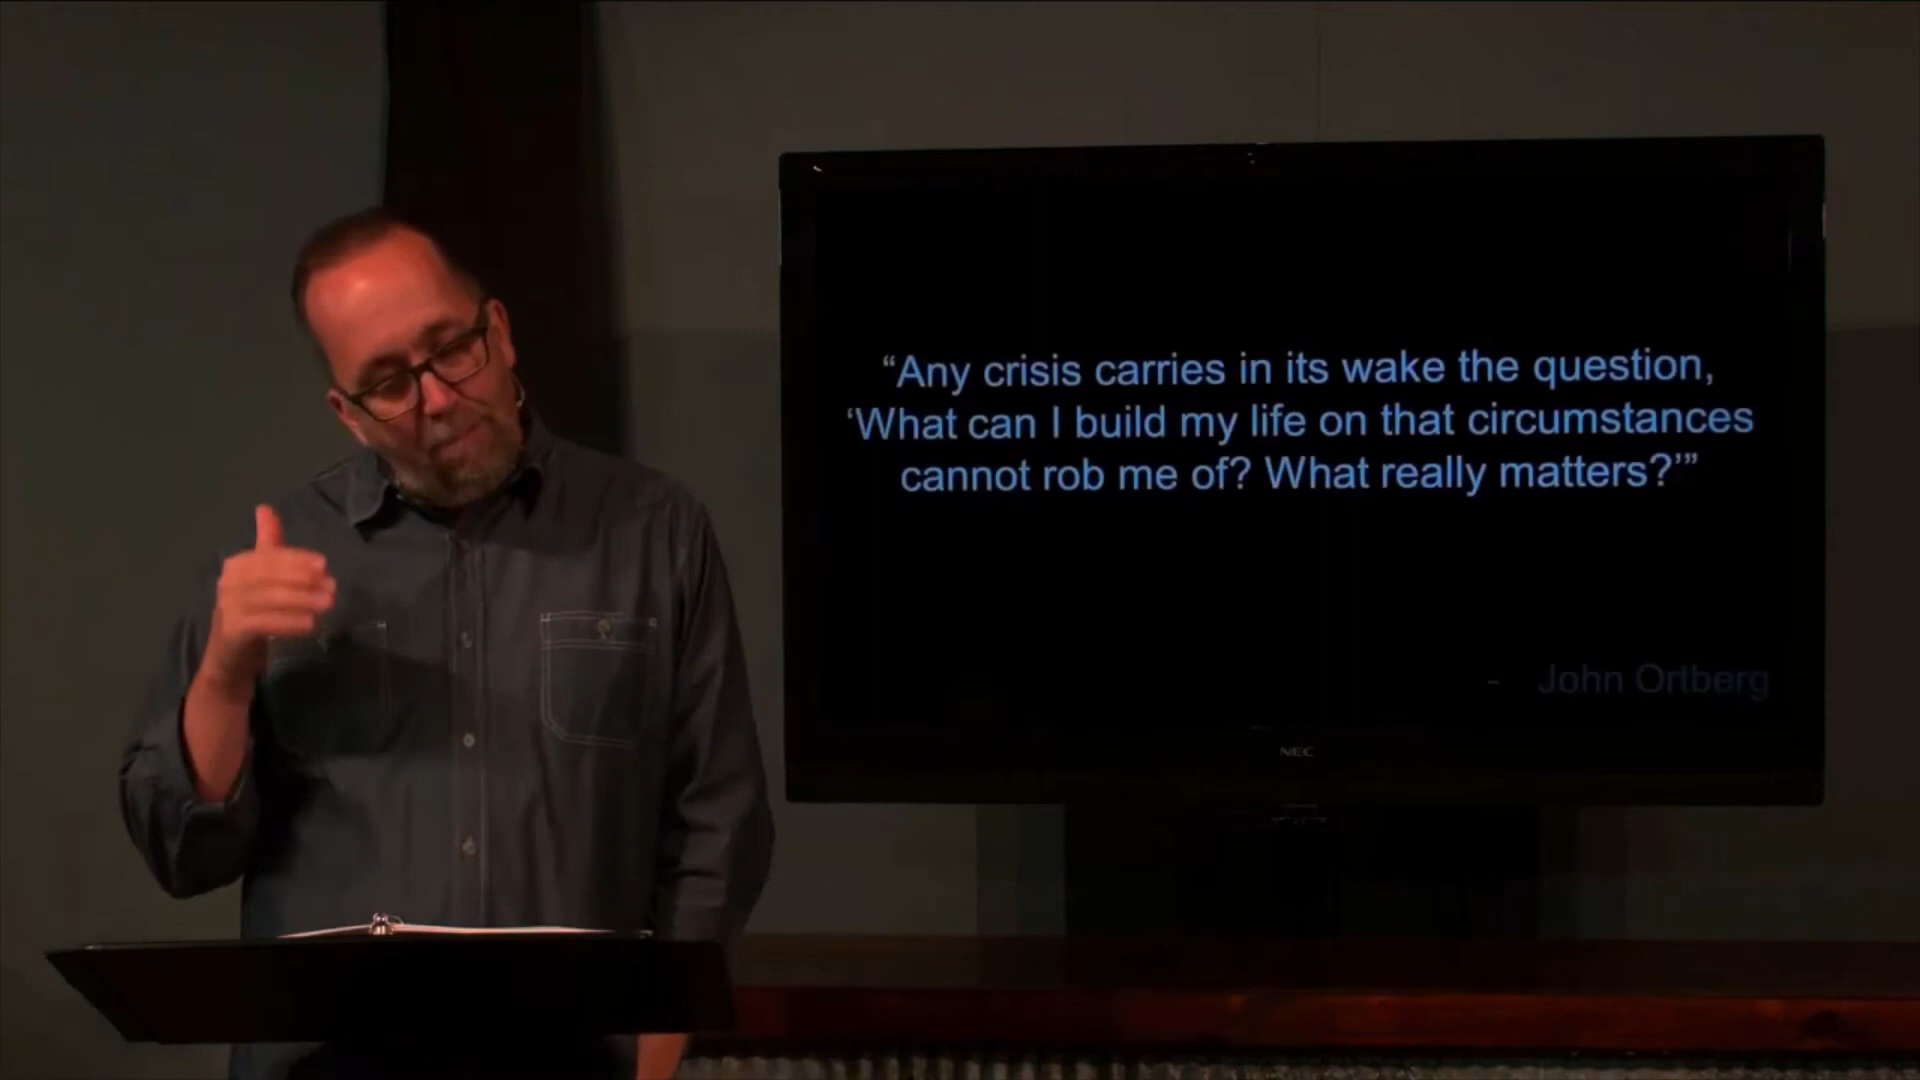 “Any crisis carries in its wake the question,
‘What can I build my life on that circumstances
cannot rob me of? What really matters?’”
- John Ortberg
NEC